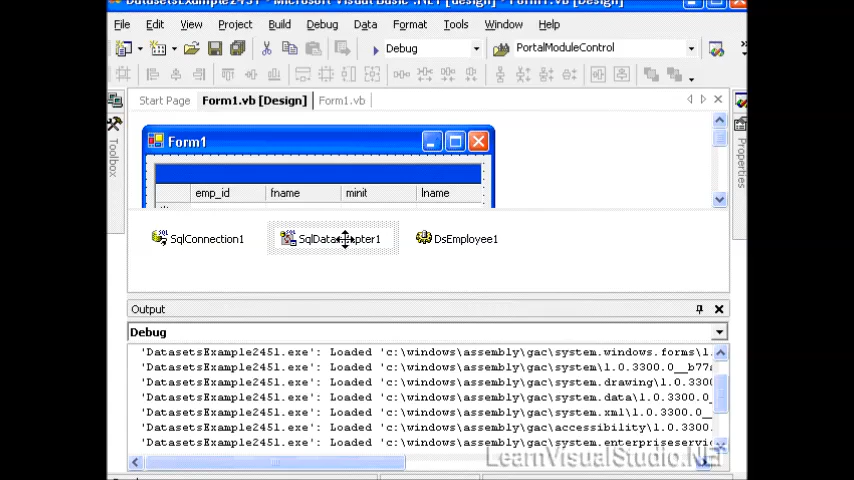 DatasetsExample2451 - Microsoft Visual Basic .NET [design] - Form1.vb [Design]
File Edit View Project Build Debug Data Format Tools Window Help
Debug PortalModuleControl
Start Page Form1.vb [Design] Form1.vb
Toolbox
Properties
Form1
emp_id fname minit lname
SqlConnection1 SqlDataAdapter1 DsEmployee1
Output
Debug
'DatasetsExample2451.exe': Loaded 'c:\windows\assembly\gac\system.windows.forms\1.
'DatasetsExample2451.exe': Loaded 'c:\windows\assembly\gac\system\1.0.3300.0__b77a
'DatasetsExample2451.exe': Loaded 'c:\windows\assembly\gac\system.drawing\1.0.3300
'DatasetsExample2451.exe': Loaded 'c:\windows\assembly\gac\system.data\1.0.3300.0_
'DatasetsExample2451.exe': Loaded 'c:\windows\assembly\gac\system.xml\1.0.3300.0__
'DatasetsExample2451.exe': Loaded 'c:\windows\assembly\gac\accessibility\1.0.3300.
'DatasetsExample2451.exe': Loaded 'c:\windows\assembly\gac\system.enterpriseservic
LearnVisualStudio.NET